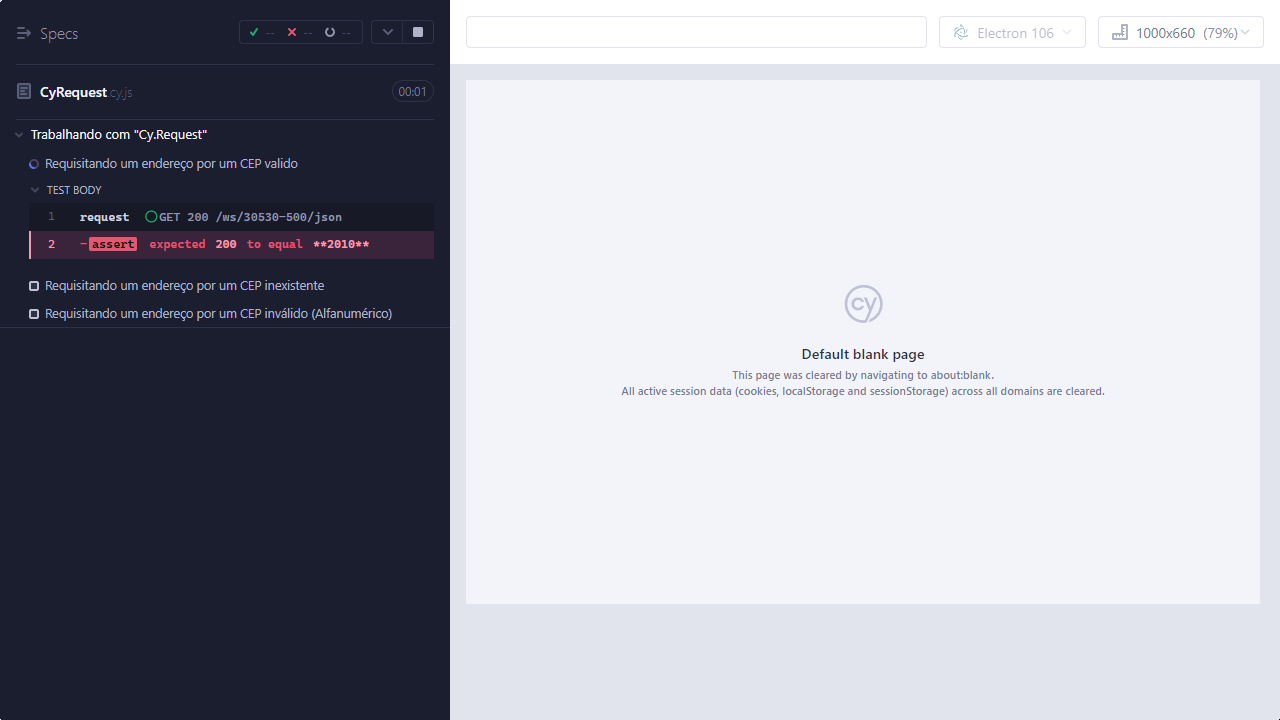 Specs
-- -- --
CyRequest.cy.js
00:01
Trabalhando com "Cy.Request"
Requisitando um endereço por um CEP valido
TEST BODY
1 request GET 200 /ws/30530-500/json
2 -assert expected 200 to equal **2010**
Requisitando um endereço por um CEP inexistente
Requisitando um endereço por um CEP inválido (Alfanumérico)
Electron 106
1000x660 (79%)
cy
Default blank page
This page was cleared by navigating to about:blank.
All active session data (cookies, localStorage and sessionStorage) across all domains are cleared.